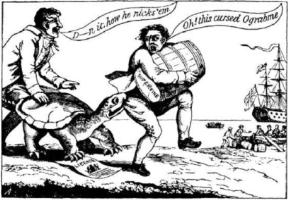 D—n it, how he nicks 'em
Oh! this cursed Ograbme